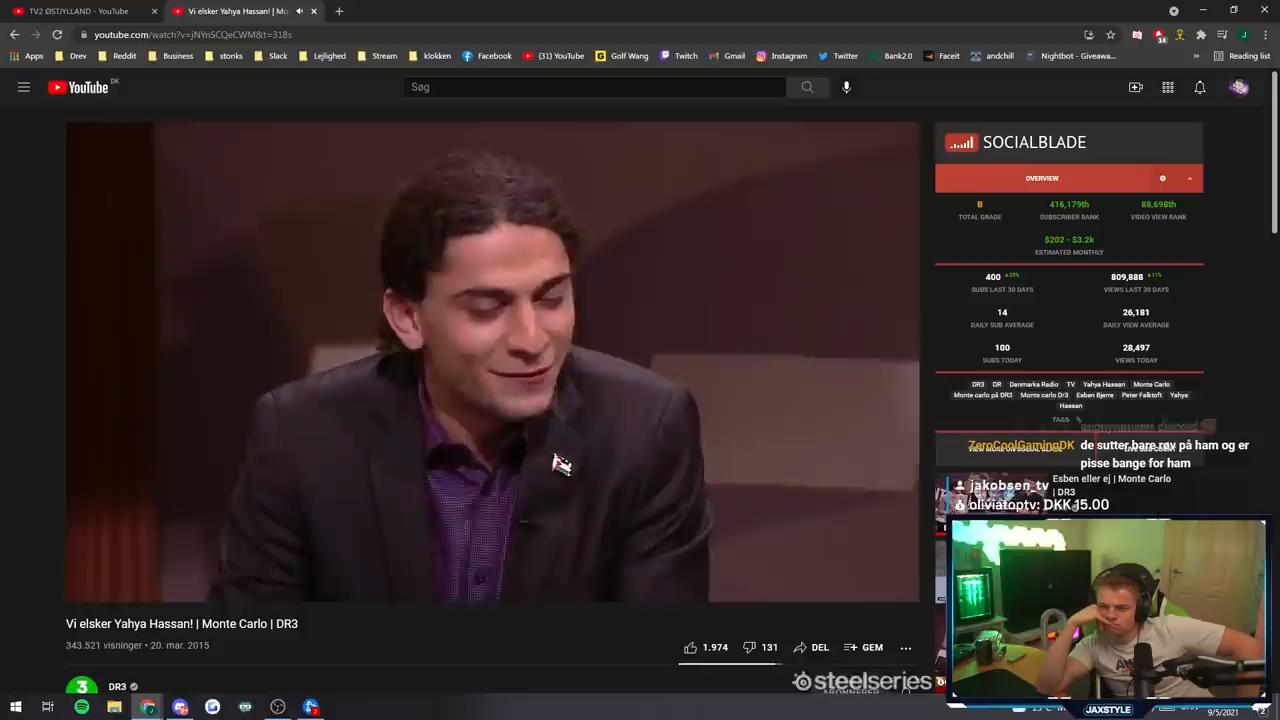 TV2 ØSTJYLLAND - YouTube
Vi elsker Yahya Hassan! | Mo
youtube.com/watch?v=jNYnSCQeCWM&t=318s
Apps
Drev
Reddit
Business
stonks
Slack
Lejlighed
Stream
klokken
Facebook
(31) YouTube
Golf Wang
Twitch
Gmail
Instagram
Twitter
Bank2.0
Faceit
andchill
Nightbot - Giveawa...
Reading list
YouTube DK
Søg
SOCIALBLADE
OVERVIEW
B
416,179th
88,698th
TOTAL GRADE
SUBSCRIBER RANK
VIDEO VIEW RANK
$202 - $3.2k
ESTIMATED MONTHLY
400 ▲25%
809,888 ▲11%
SUBS LAST 30 DAYS
VIEWS LAST 30 DAYS
14
26,181
DAILY SUB AVERAGE
DAILY VIEW AVERAGE
100
28,497
SUBS TODAY
VIEWS TODAY
DR3 DR Danmarks Radio TV Yahya Hassan Monte Carlo
Monte carlo på DR3 Monte carlo Dr3 Esben Bjerre Peter Falktoft Yahya
Hassan
TAGS
ZeroCoolGamingDK de sutter bare røv på ham og er
pisse bange for ham
Esben eller ej | Monte Carlo
| DR3
jakobsen_tv
oliviatoptv: DKK 15.00
Vi elsker Yahya Hassan! | Monte Carlo | DR3
343.521 visninger • 20. mar. 2015
1.974
131
DEL
GEM
3
DR3
steelseries
JAXSTYLE
9/5/2021